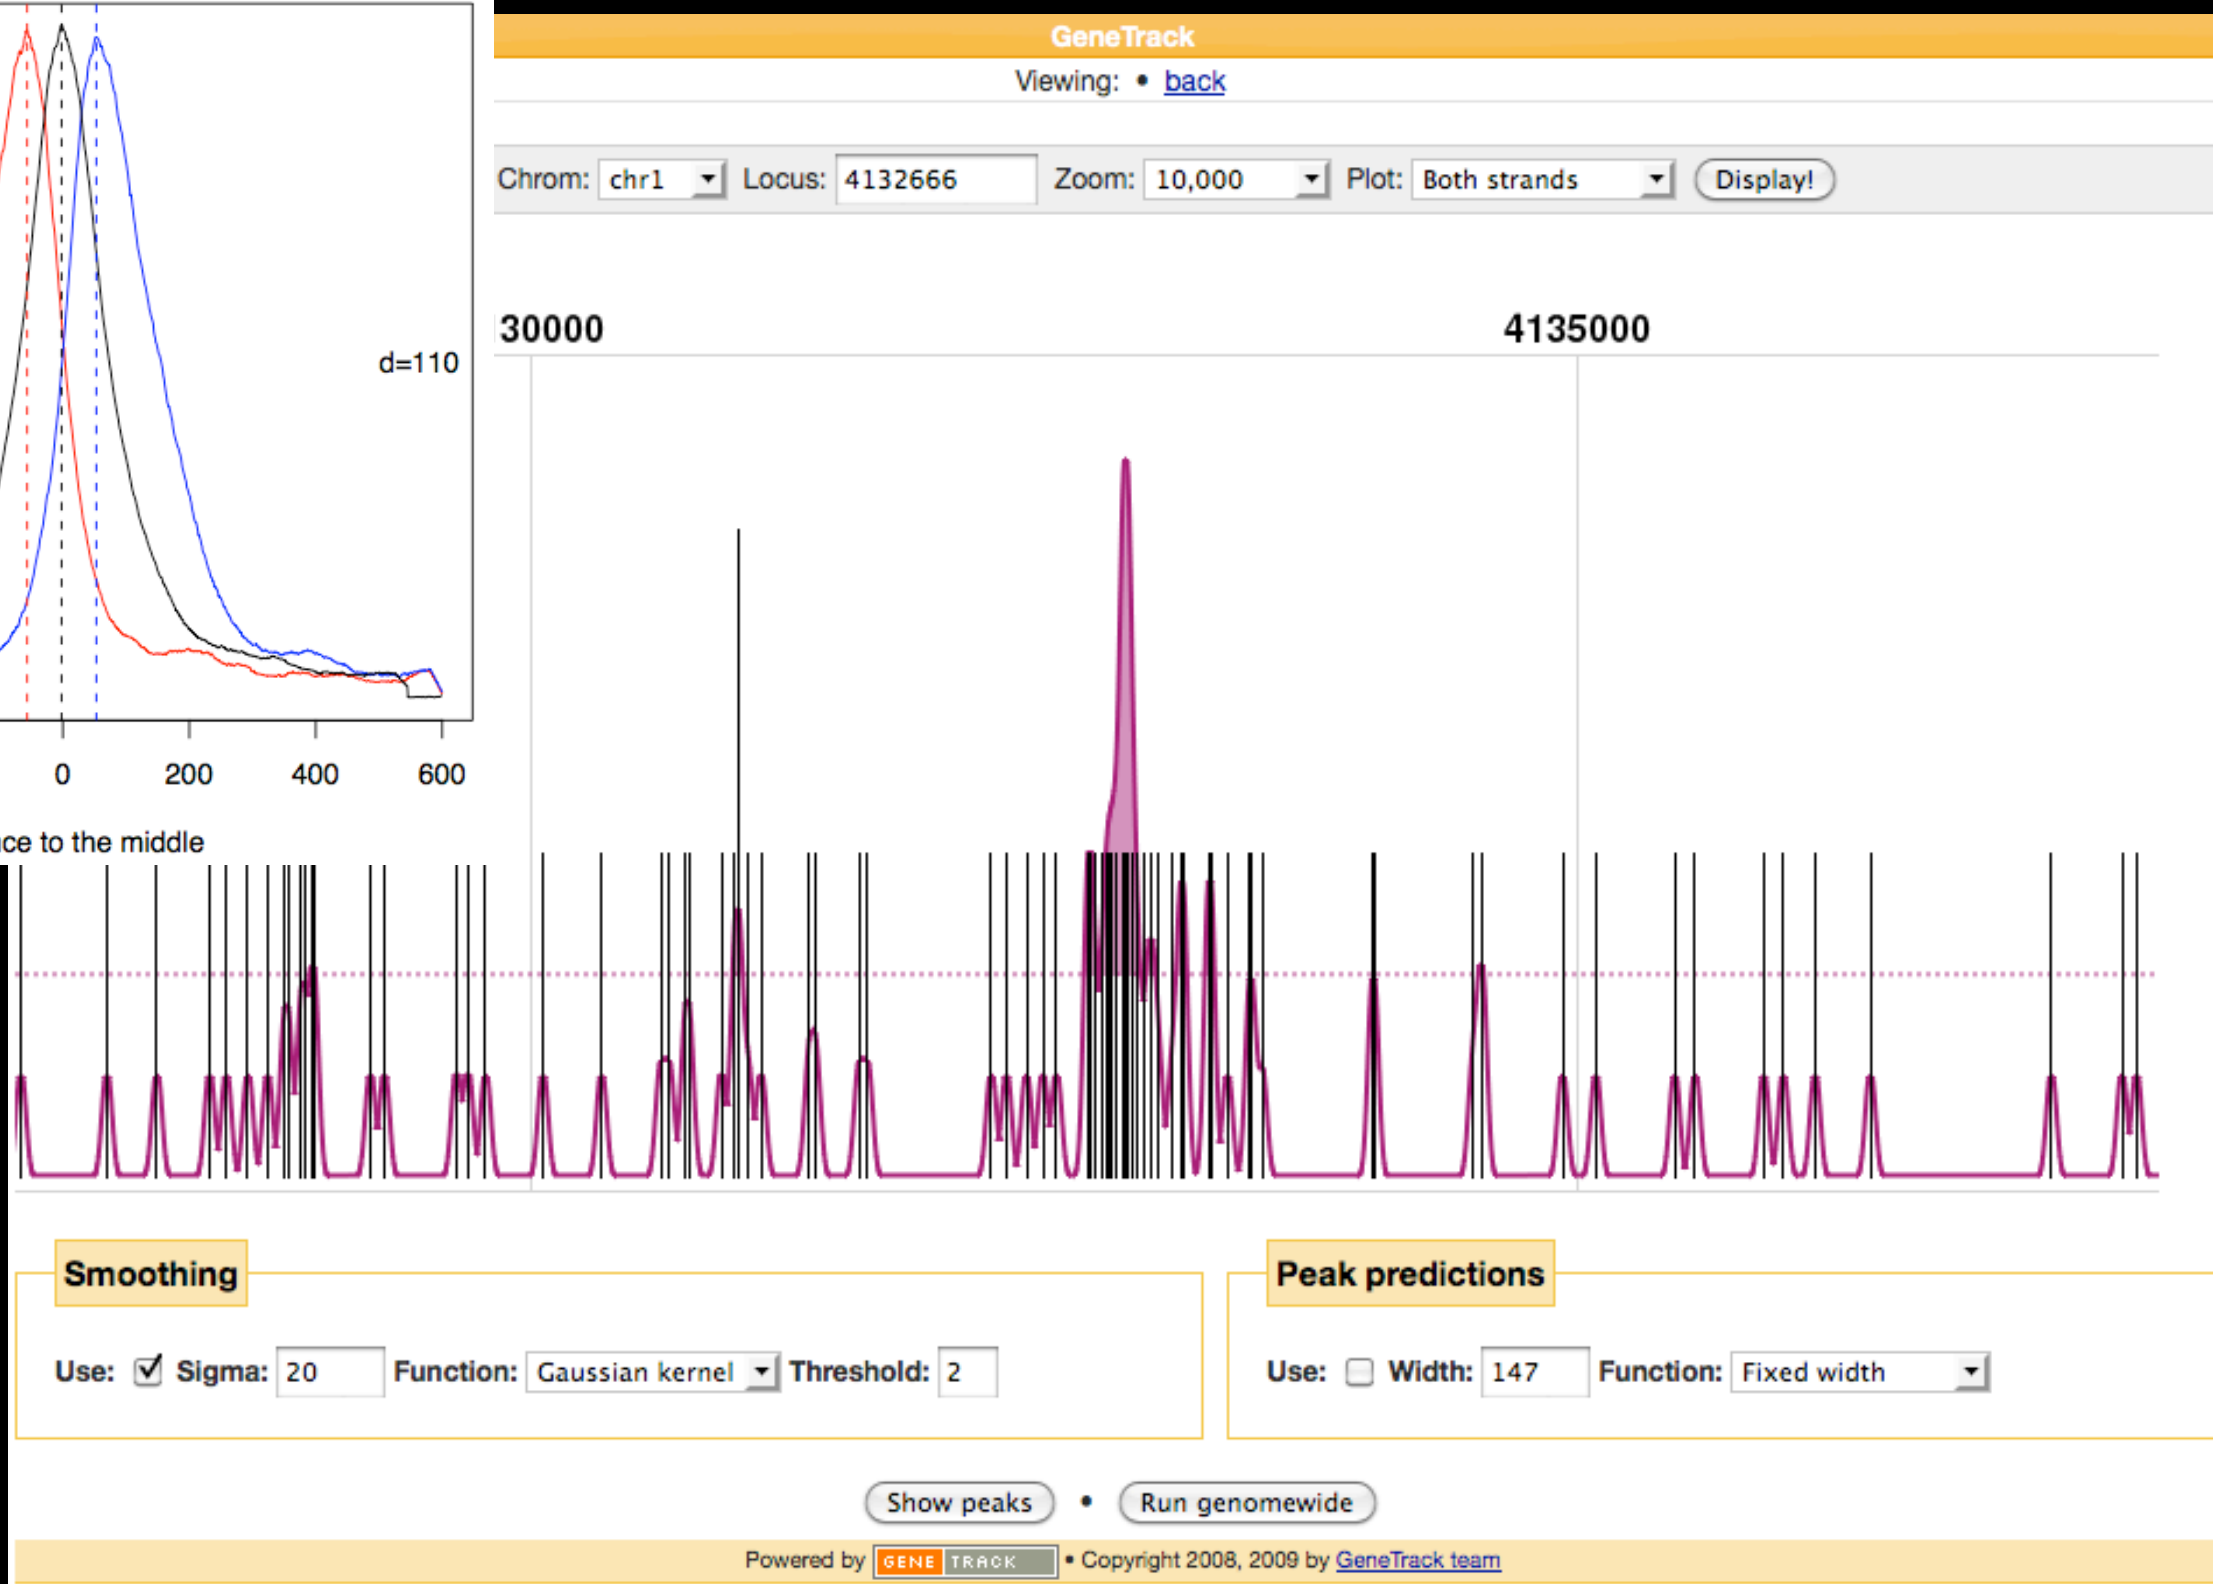 GeneTrack
Viewing: • back
Chrom: chr1 Locus: 4132666 Zoom: 10,000 Plot: Both strands Display!
30000 4135000
d=110
0 200 400 600
ce to the middle
Smoothing
Use: Sigma: 20 Function: Gaussian kernel Threshold: 2
Peak predictions
Use: Width: 147 Function: Fixed width
Show peaks • Run genomewide
Powered by GENE TRACK • Copyright 2008, 2009 by GeneTrack team